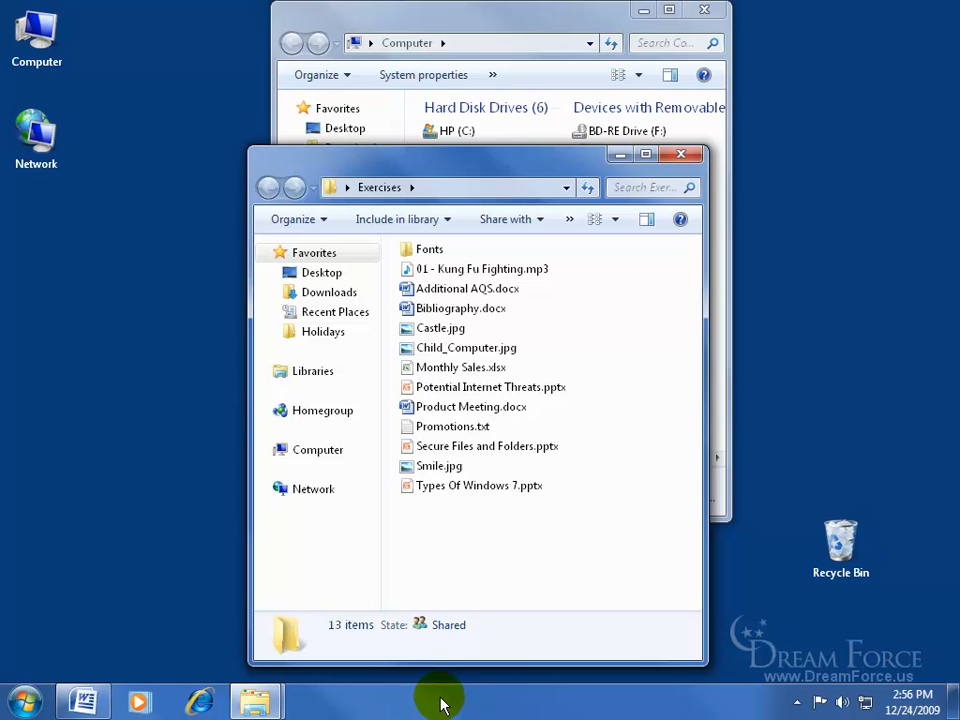 Computer
Network
Computer
Search Co...
Organize
System properties
»
Favorites
Desktop
Hard Disk Drives (6)
HP (C:)
Devices with Removable
BD-RE Drive (F:)
Exercises
Search Exer...
Organize
Include in library
Share with
»
Favorites
Desktop
Downloads
Recent Places
Holidays
Libraries
Homegroup
Computer
Network
Fonts
01 - Kung Fu Fighting.mp3
Additional AQS.docx
Bibliography.docx
Castle.jpg
Child_Computer.jpg
Monthly Sales.xlsx
Potential Internet Threats.pptx
Product Meeting.docx
Promotions.txt
Secure Files and Folders.pptx
Smile.jpg
Types Of Windows 7.pptx
13 items State: Shared
Recycle Bin
DREAM FORCE
www.DreamForce.us
2:56 PM
12/24/2009